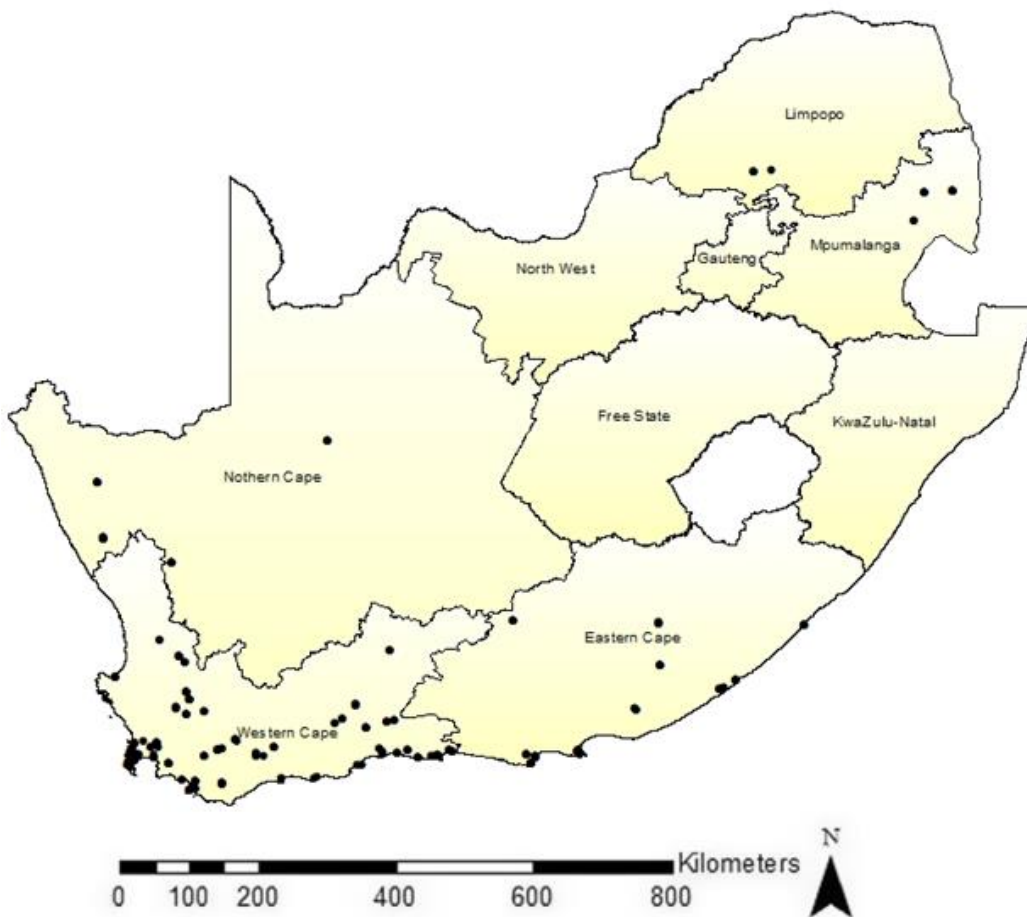 Limpopo
Mpumalanga
Gauteng
North West
Free State
KwaZulu-Natal
Nothern Cape
Eastern Cape
Western Cape
N
Kilometers
0 100 200 400 600 800